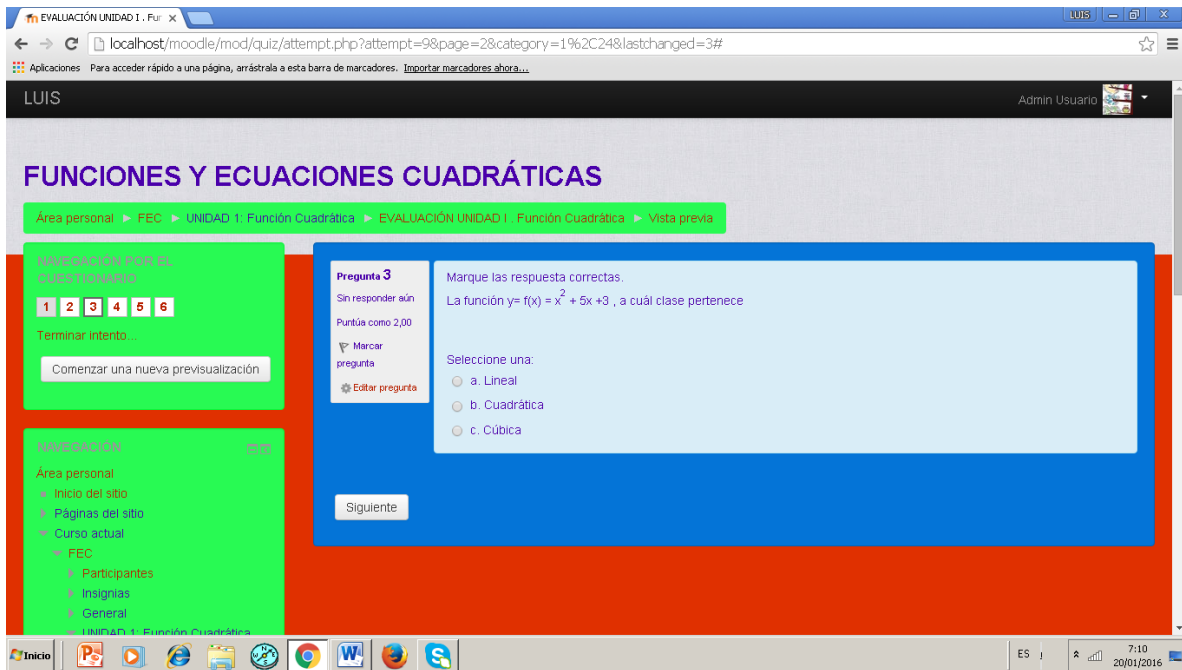 EVALUACIÓN UNIDAD I . Fur
LUIS
localhost/moodle/mod/quiz/attempt.php?attempt=9&page=2&category=1%2C24&lastchanged=3#
Aplicaciones Para acceder rápido a una página, arrástrala a esta barra de marcadores. Importar marcadores ahora...
LUIS
Admin Usuario
FUNCIONES Y ECUACIONES CUADRÁTICAS
Área personal FEC UNIDAD 1: Función Cuadrática EVALUACIÓN UNIDAD I . Función Cuadrática Vista previa
NAVEGACIÓN POR EL
CUESTIONARIO
1 2 3 4 5 6
Terminar intento...
Comenzar una nueva previsualización
Pregunta 3
Sin responder aún
Puntúa como 2,00
Marcar
pregunta
Editar pregunta
Marque las respuesta correctas.
La función y= f(x) = x² + 5x +3 , a cuál clase pertenece
Seleccione una:
a. Lineal
b. Cuadrática
c. Cúbica
Siguiente
NAVEGACIÓN
Área personal
Inicio del sitio
Páginas del sitio
Curso actual
FEC
Participantes
Insignias
General
UNIDAD 1: Función Cuadrática
Inicio
ES
7:10
20/01/2016